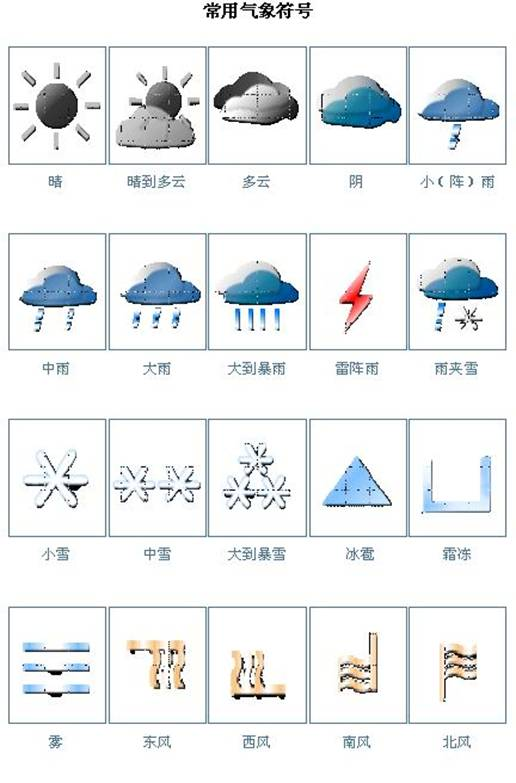 常用气象符号
晴 晴到多云 多云 阴 小（阵）雨
中雨 大雨 大到暴雨 雷阵雨 雨夹雪
小雪 中雪 大到暴雪 冰雹 霜冻
雾 东风 西风 南风 北风